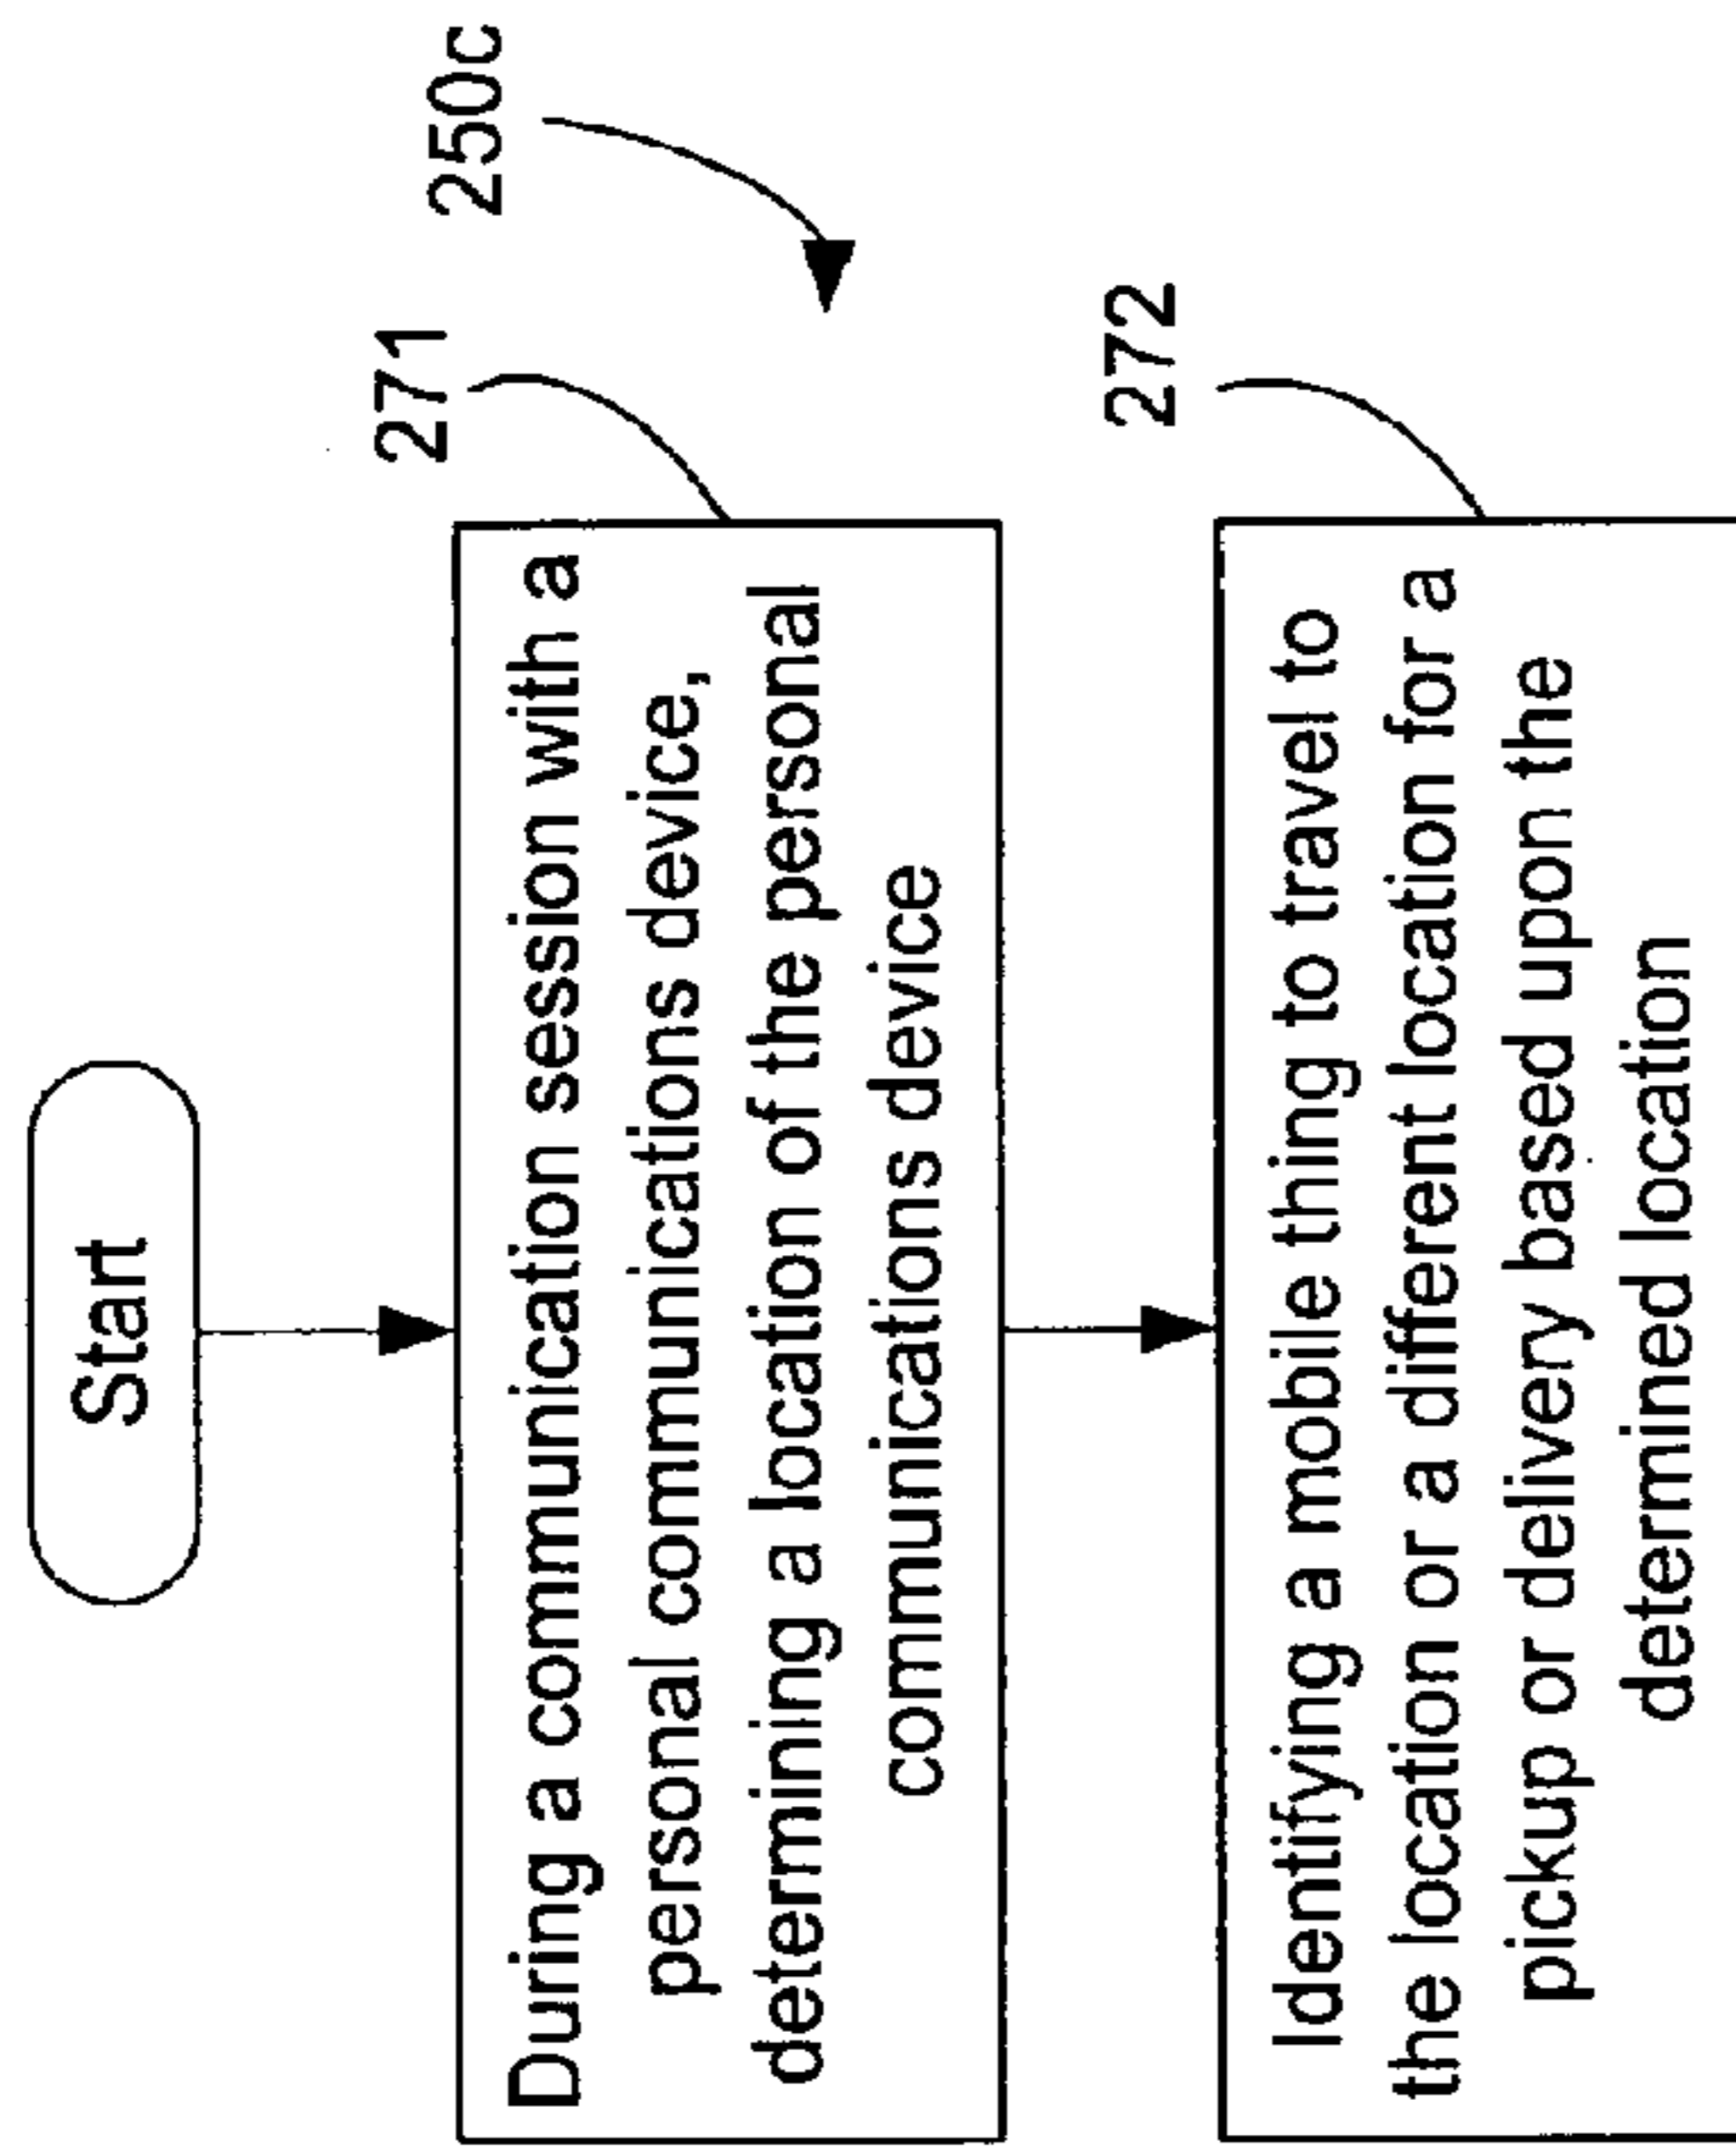 Start
250c
271
During a communication session with a
personal communications device,
determining a location of the personal
communications device
272
Identifying a mobile thing to travel to
the location or a different location for a
pickup or delivery based upon the
determined location